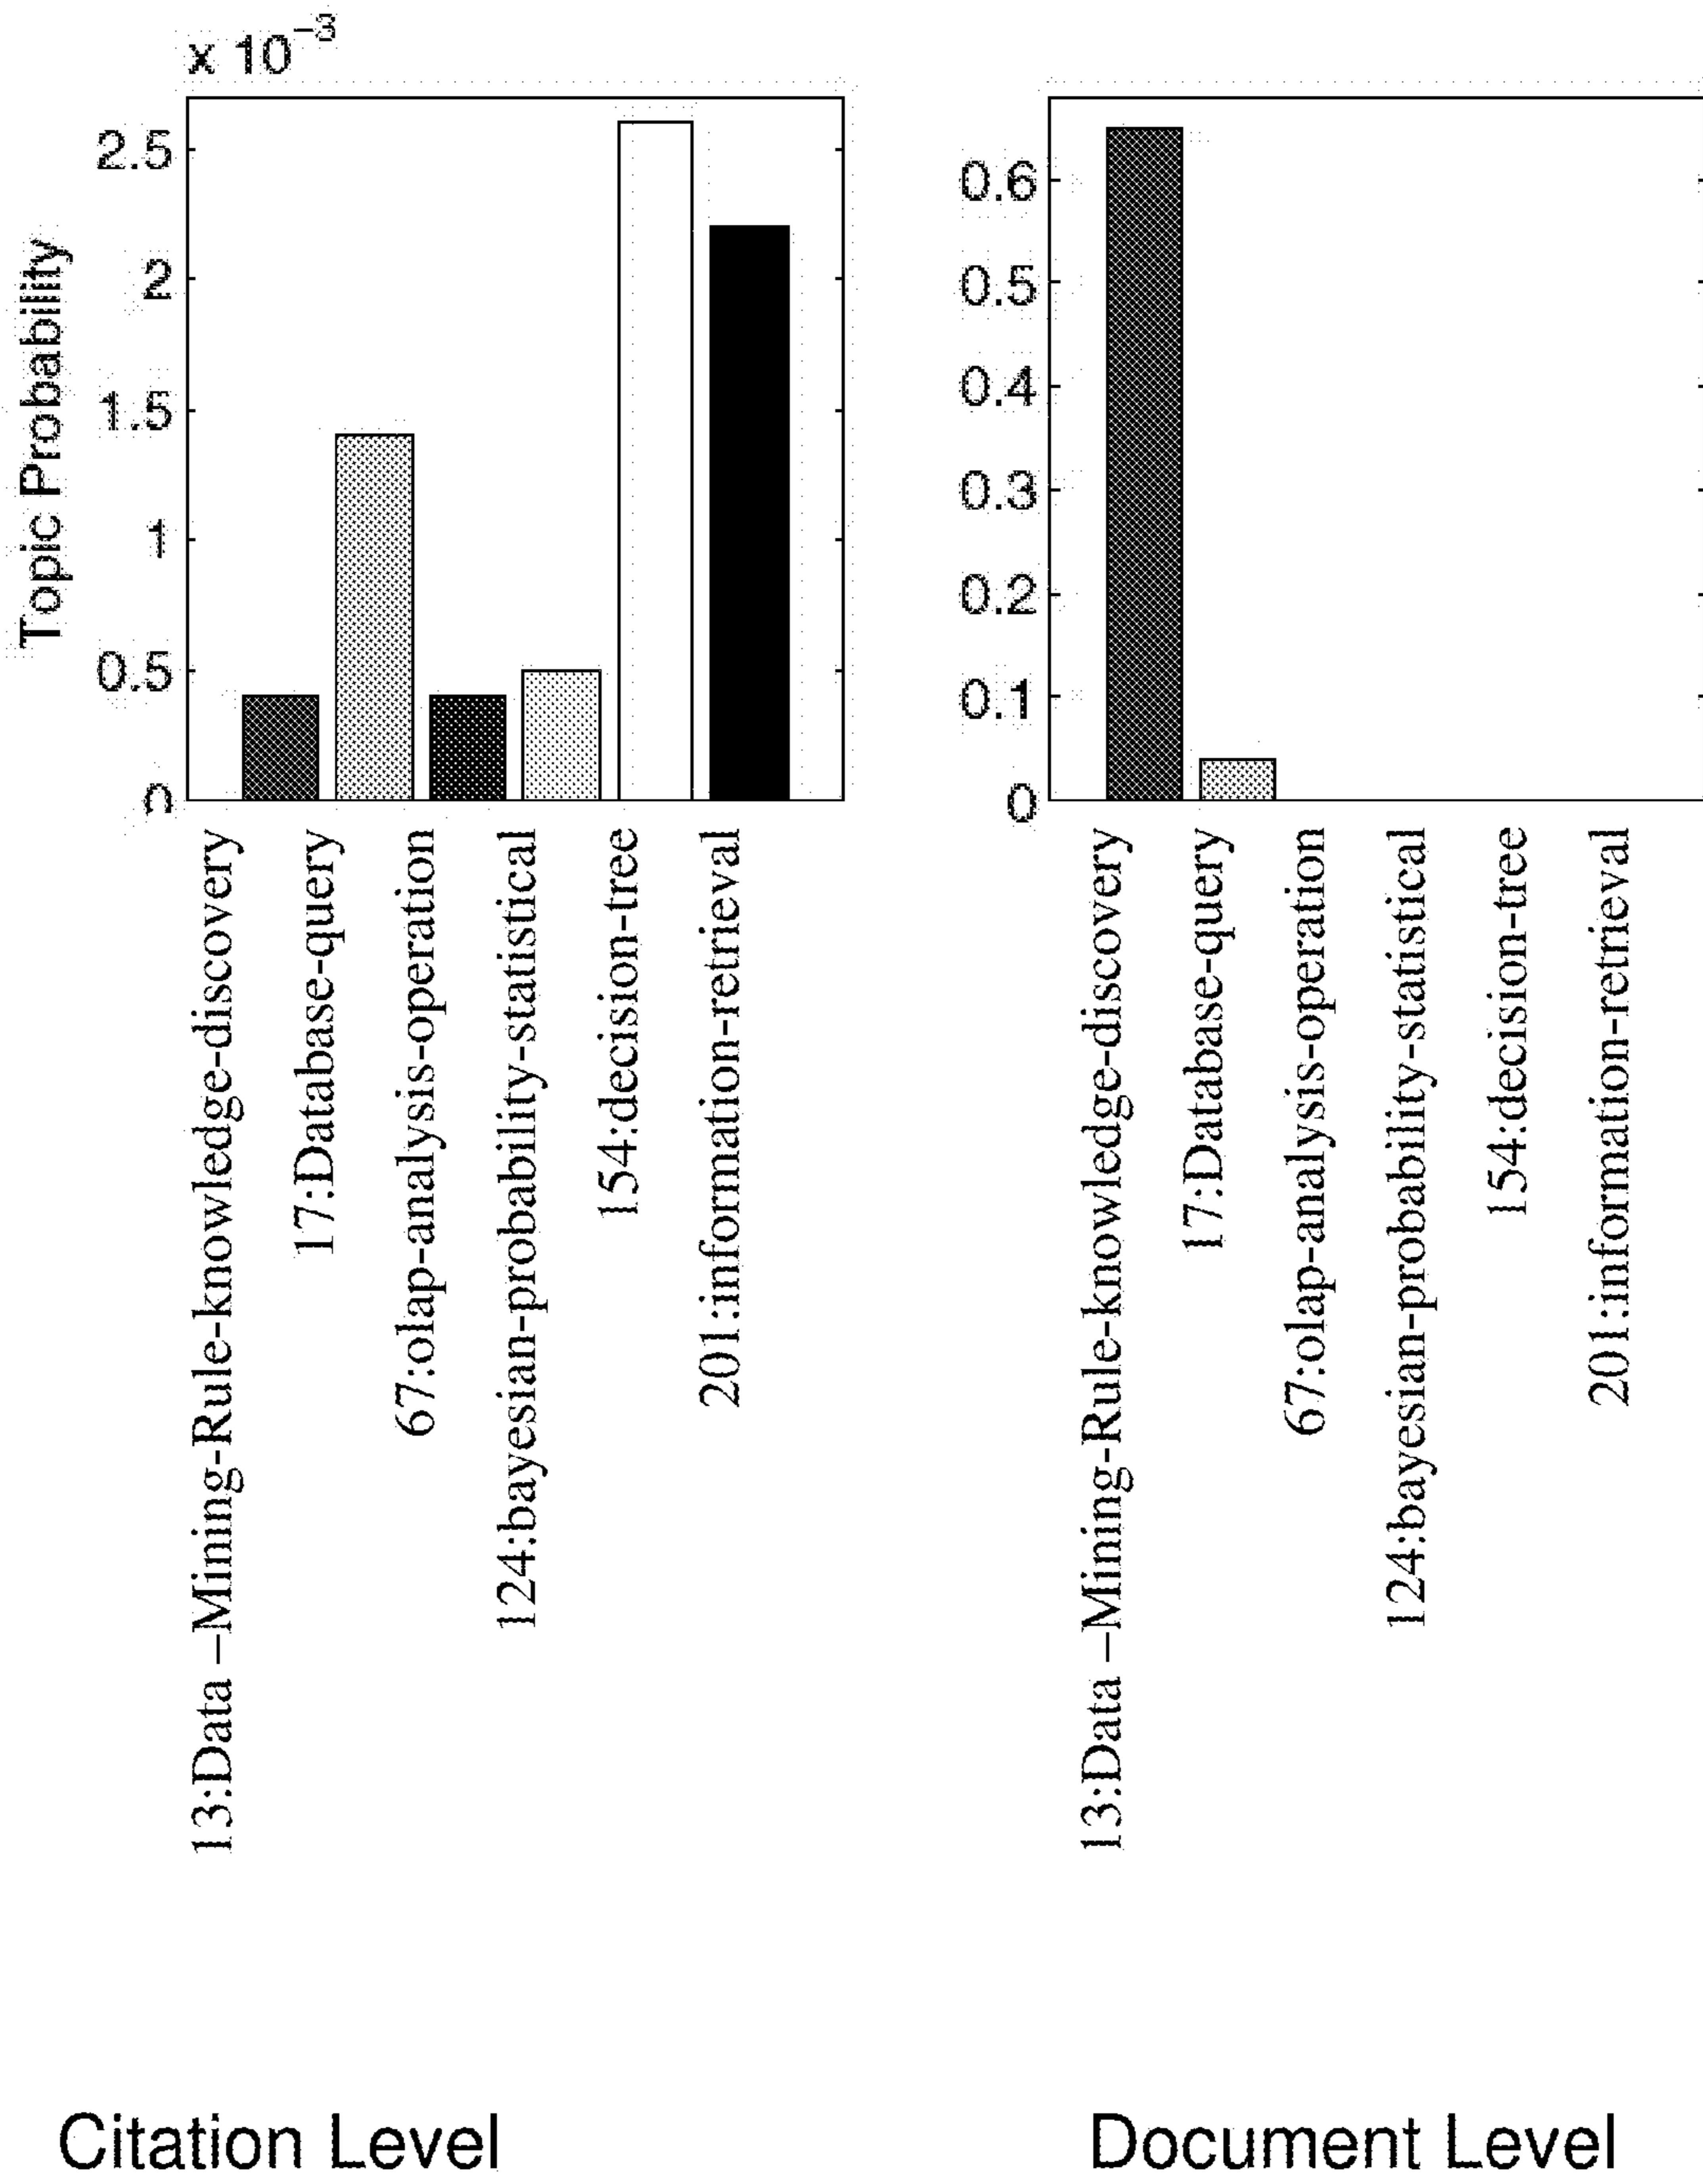 x 10⁻³
Topic Probability
2.5
2
1.5
1
0.5
0
13:Data –Mining-Rule-knowledge-discovery
17:Database-query
67:olap-analysis-operation
124:bayesian-probability-statistical
154:decision-tree
201:information-retrieval
Citation Level
0.6
0.5
0.4
0.3
0.2
0.1
0
13:Data –Mining-Rule-knowledge-discovery
17:Database-query
67:olap-analysis-operation
124:bayesian-probability-statistical
154:decision-tree
201:information-retrieval
Document Level